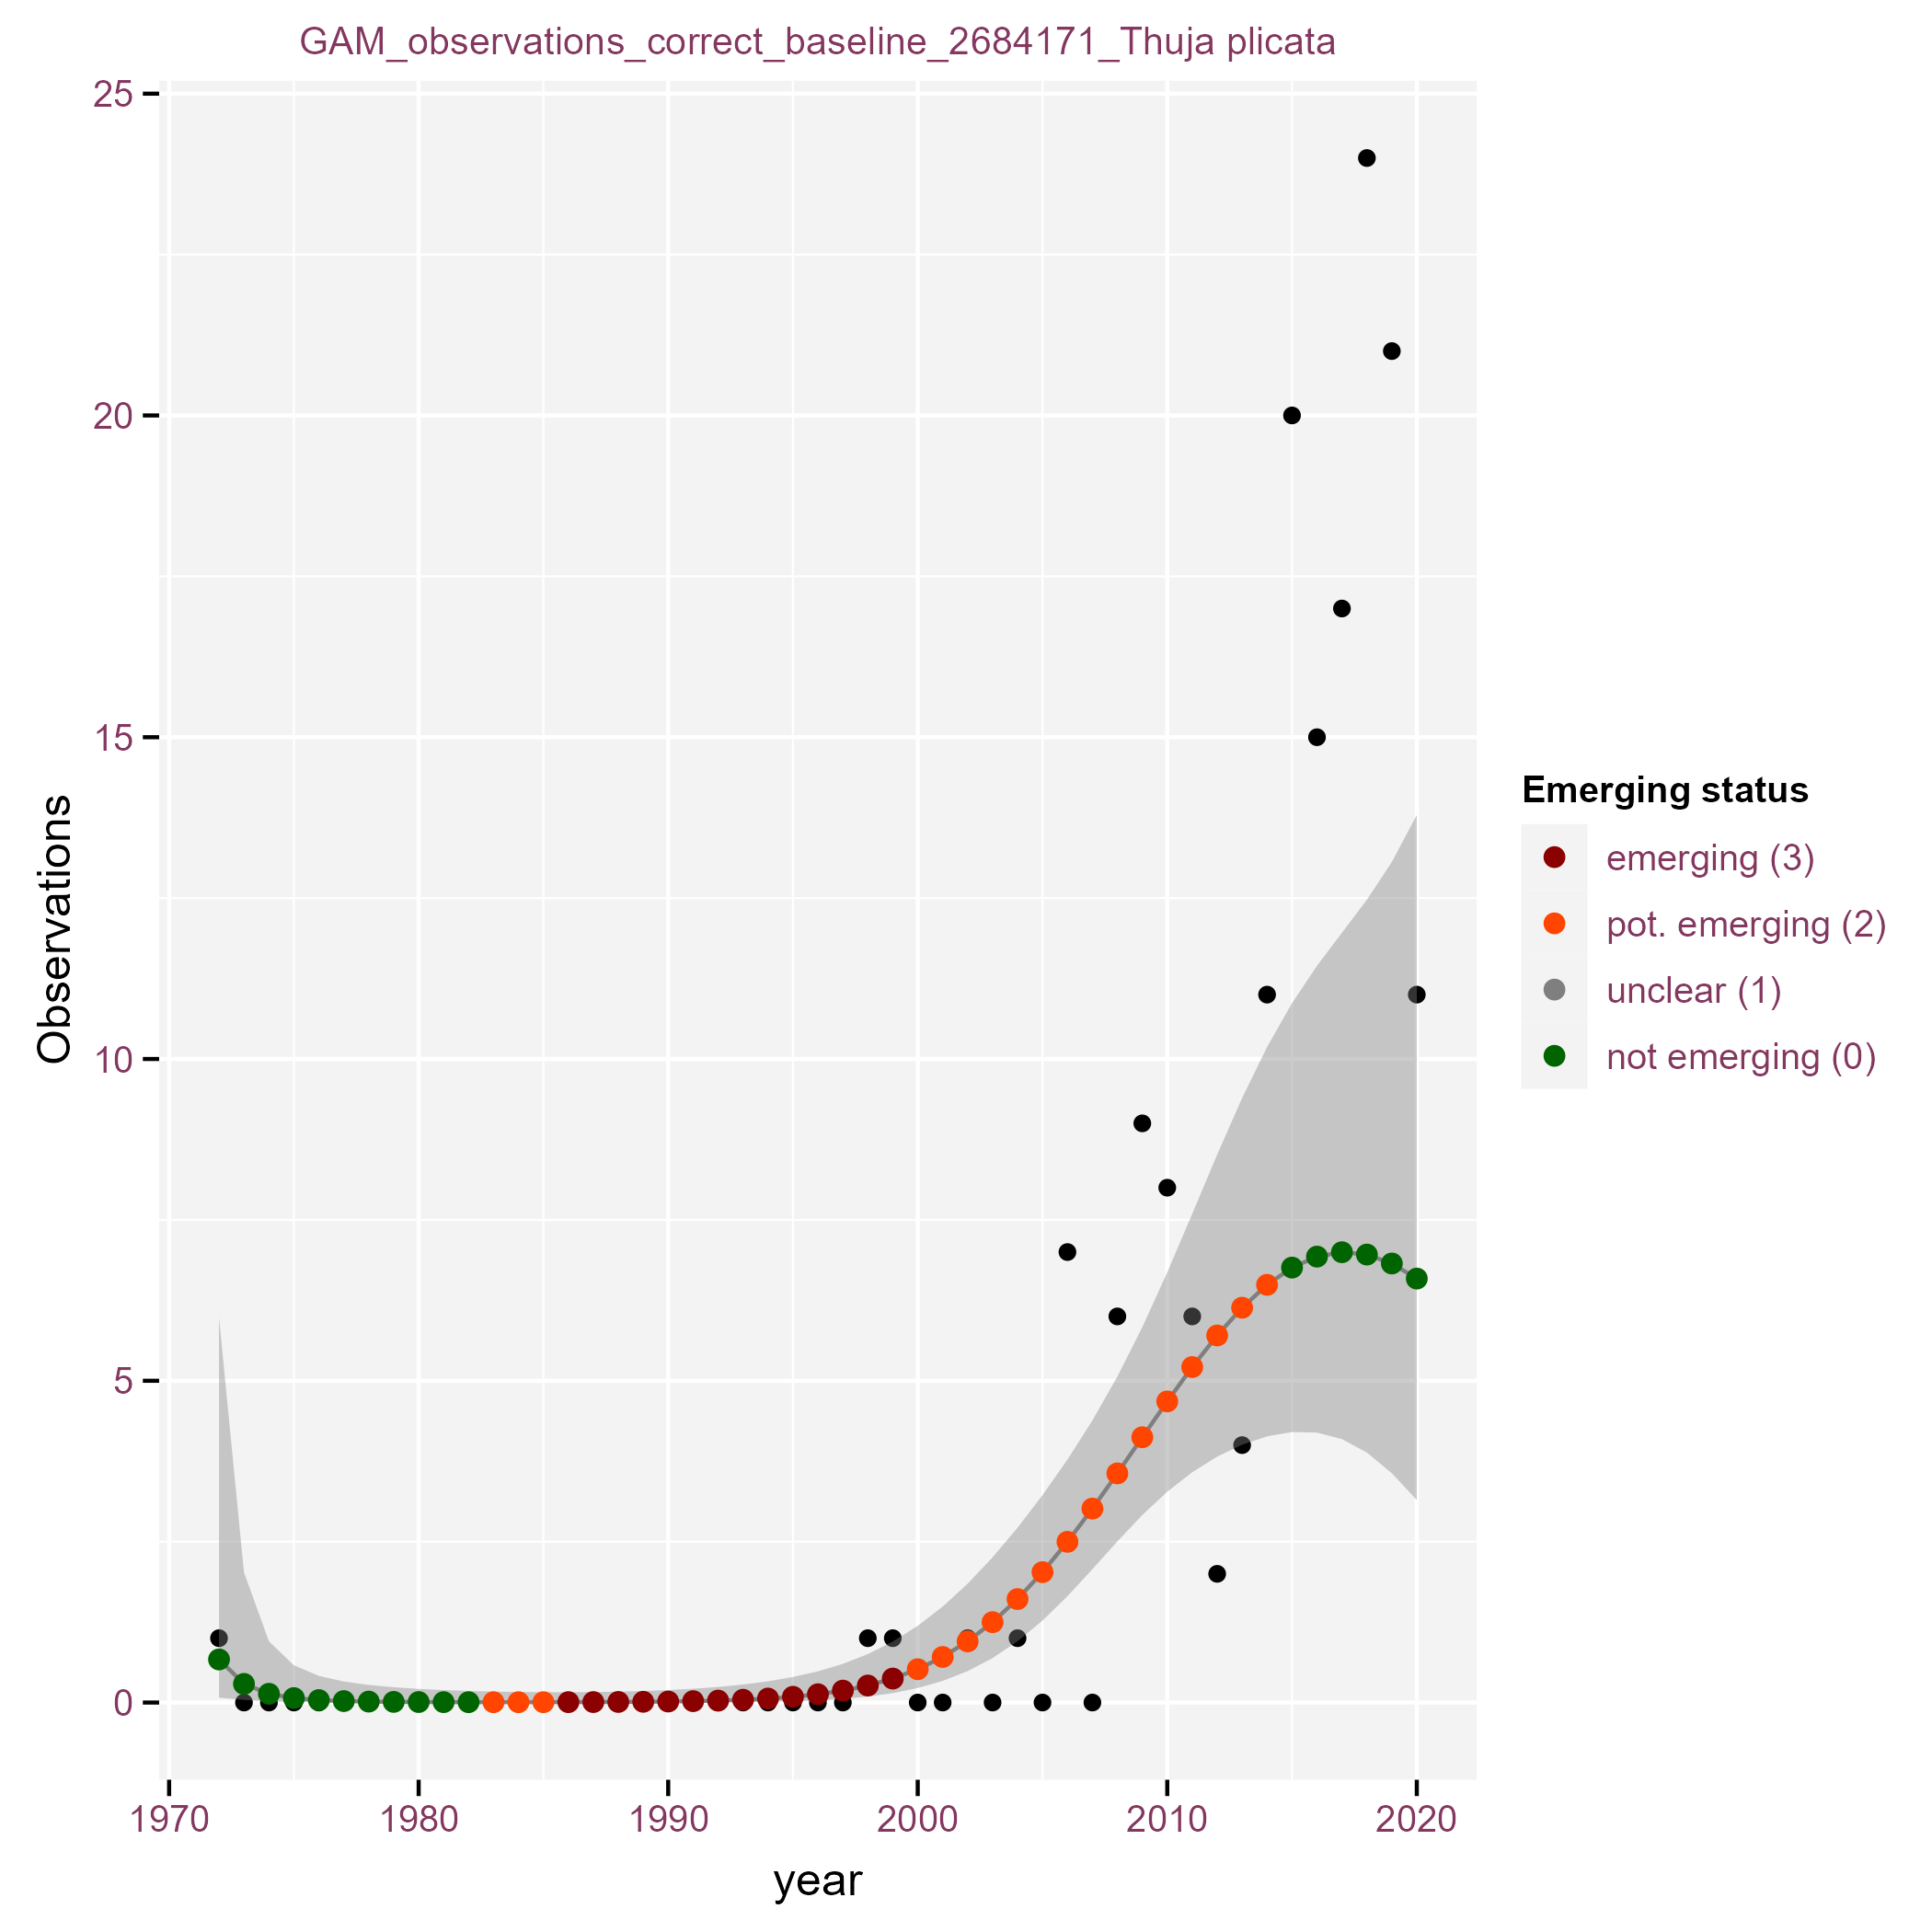 GAM_observations_correct_baseline_2684171_Thuja plicata
25
20
15
10
5
0
Observations
1970 1980 1990 2000 2010 2020
year
Emerging status
emerging (3)
pot. emerging (2)
unclear (1)
not emerging (0)